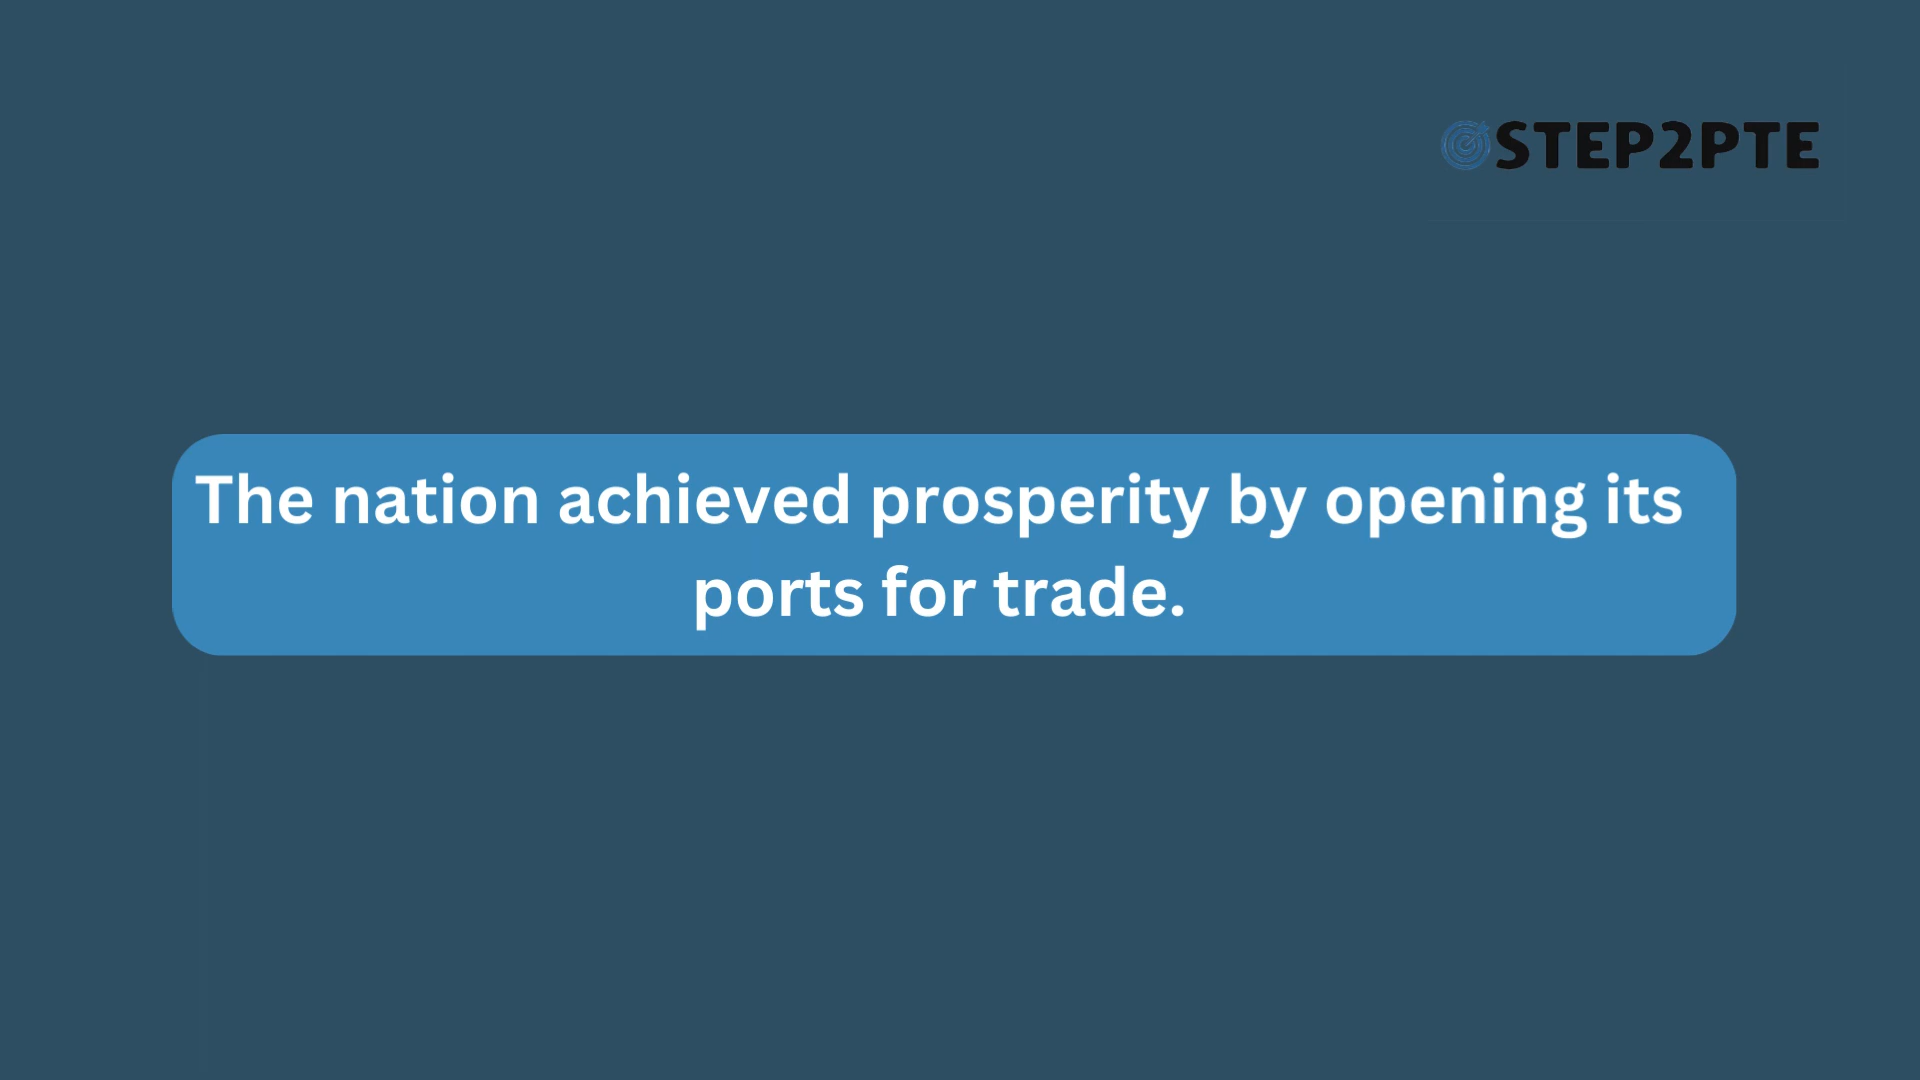 STEP2PTE
The nation achieved prosperity by opening its
ports for trade.